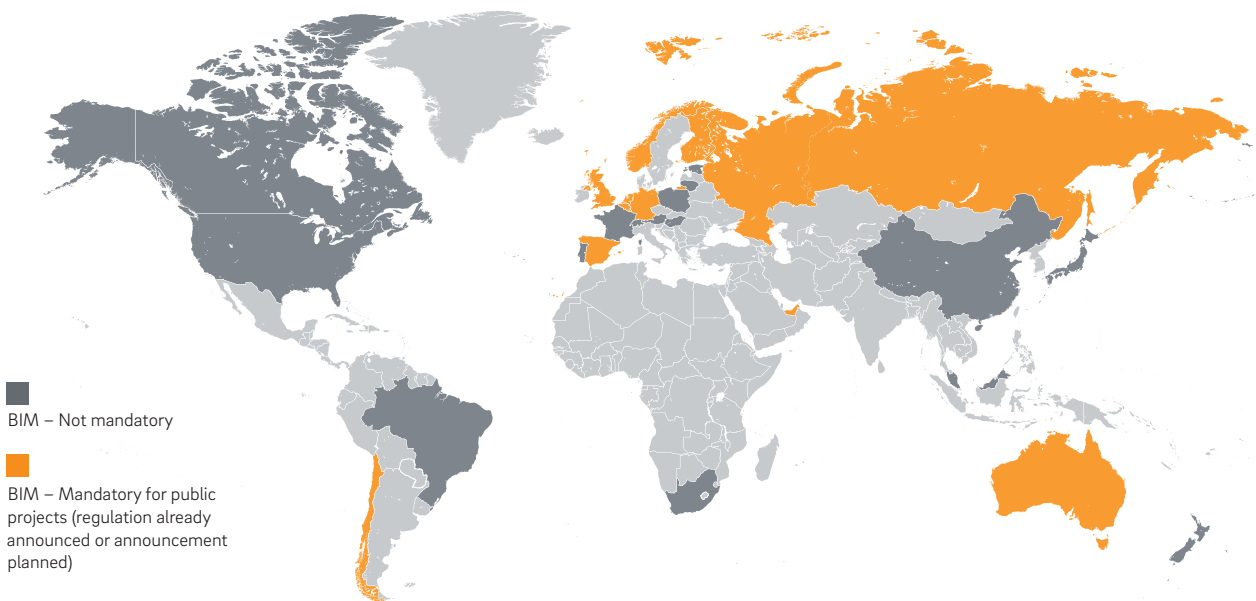 BIM – Not mandatory
BIM – Mandatory for public
projects (regulation already
announced or announcement
planned)